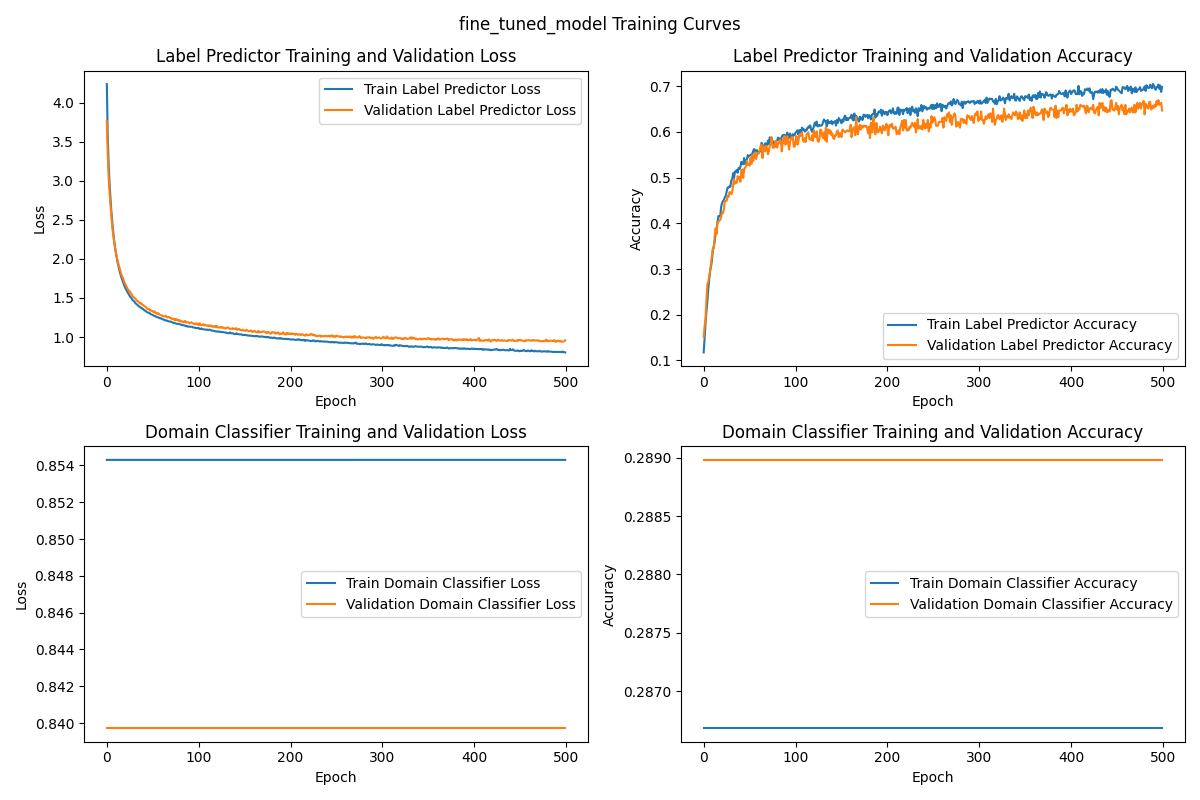 fine_tuned_model Training Curves
Label Predictor Training and Validation Loss
Train Label Predictor Loss
Validation Label Predictor Loss
4.0
3.5
3.0
2.5
2.0
1.5
1.0
Loss
0 100 200 300 400 500
Epoch
Label Predictor Training and Validation Accuracy
0.7
0.6
0.5
0.4
0.3
0.2
0.1
Accuracy
Train Label Predictor Accuracy
Validation Label Predictor Accuracy
0 100 200 300 400 500
Epoch
Domain Classifier Training and Validation Loss
0.854
0.852
0.850
0.848
0.846
0.844
0.842
0.840
Loss
Train Domain Classifier Loss
Validation Domain Classifier Loss
0 100 200 300 400 500
Epoch
Domain Classifier Training and Validation Accuracy
0.2890
0.2885
0.2880
0.2875
0.2870
Accuracy
Train Domain Classifier Accuracy
Validation Domain Classifier Accuracy
0 100 200 300 400 500
Epoch